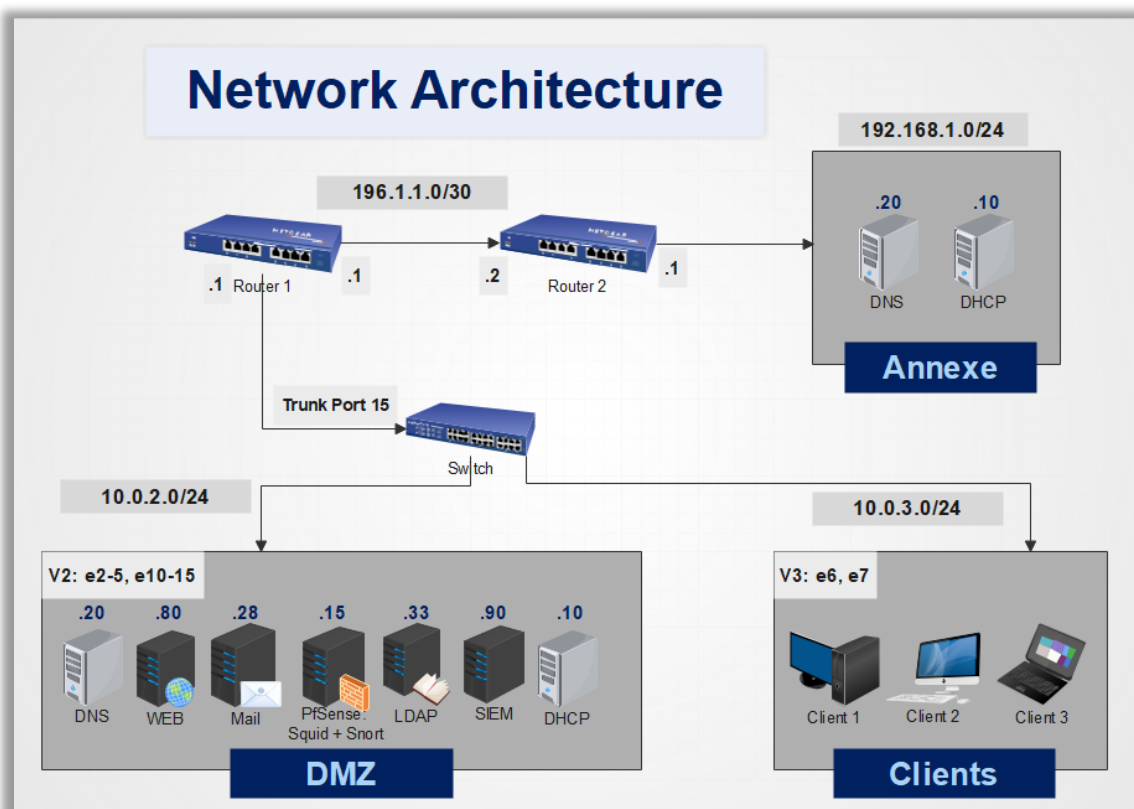 Network Architecture
192.168.1.0/24
196.1.1.0/30
.20
.10
NETGEAR
NETGEAR
.1
Router 1
.1
.2
Router 2
.1
DNS
DHCP
Annexe
Trunk Port 15
Switch
10.0.2.0/24
10.0.3.0/24
V2: e2-5, e10-15
V3: e6, e7
.20
.80
.28
.15
.33
.90
.10
DNS
WEB
Mail
PfSense:
Squid + Snort
LDAP
SIEM
DHCP
Client 1
Client 2
Client 3
DMZ
Clients